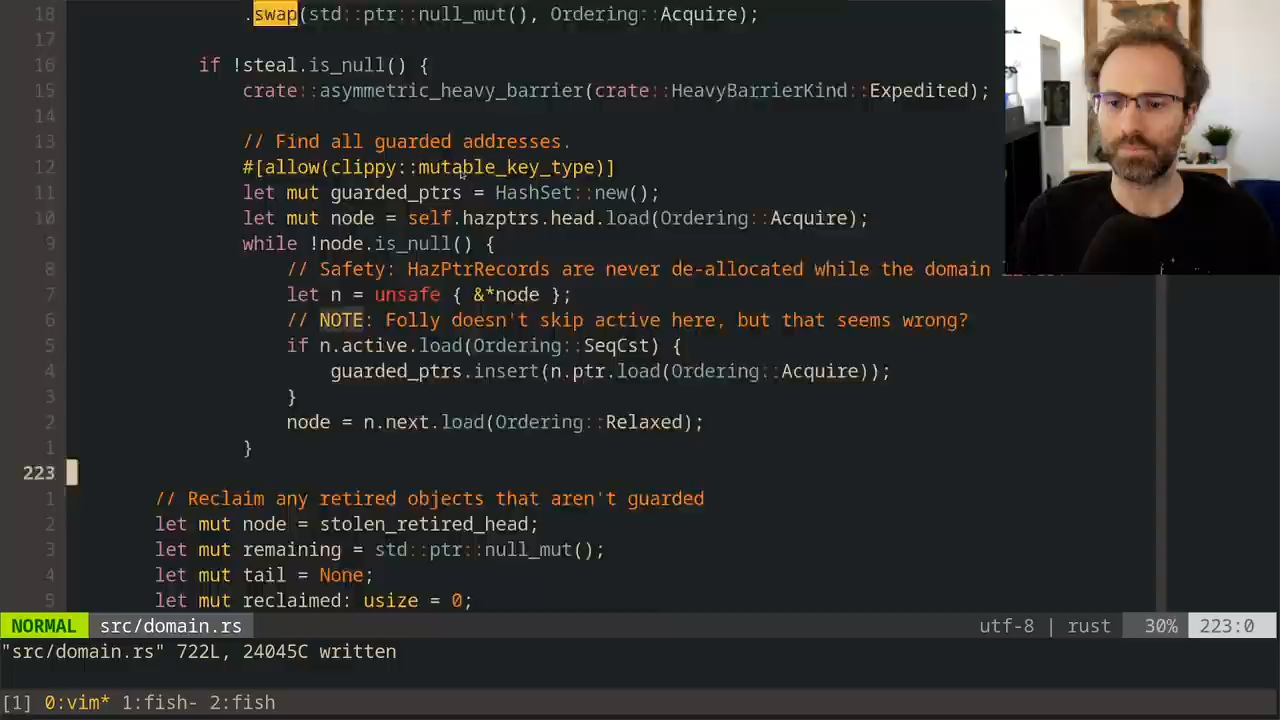 18 .swap(std::ptr::null_mut(), Ordering::Acquire);
17
16 if !steal.is_null() {
15 crate::asymmetric_heavy_barrier(crate::HeavyBarrierKind::Expedited);
14
13 // Find all guarded addresses.
12 #[allow(clippy::mutable_key_type)]
11 let mut guarded_ptrs = HashSet::new();
10 let mut node = self.hazptrs.head.load(Ordering::Acquire);
9 while !node.is_null() {
8 // Safety: HazPtrRecords are never de-allocated while the domain
7 let n = unsafe { &*node };
6 // NOTE: Folly doesn't skip active here, but that seems wrong?
5 if n.active.load(Ordering::SeqCst) {
4 guarded_ptrs.insert(n.ptr.load(Ordering::Acquire));
3 }
2 node = n.next.load(Ordering::Relaxed);
1 }
223
1 // Reclaim any retired objects that aren't guarded
2 let mut node = stolen_retired_head;
3 let mut remaining = std::ptr::null_mut();
4 let mut tail = None;
5 let mut reclaimed: usize = 0;
NORMAL src/domain.rs utf-8 | rust 30% 223:0
"src/domain.rs" 722L, 24045C written
[1] 0:vim* 1:fish- 2:fish